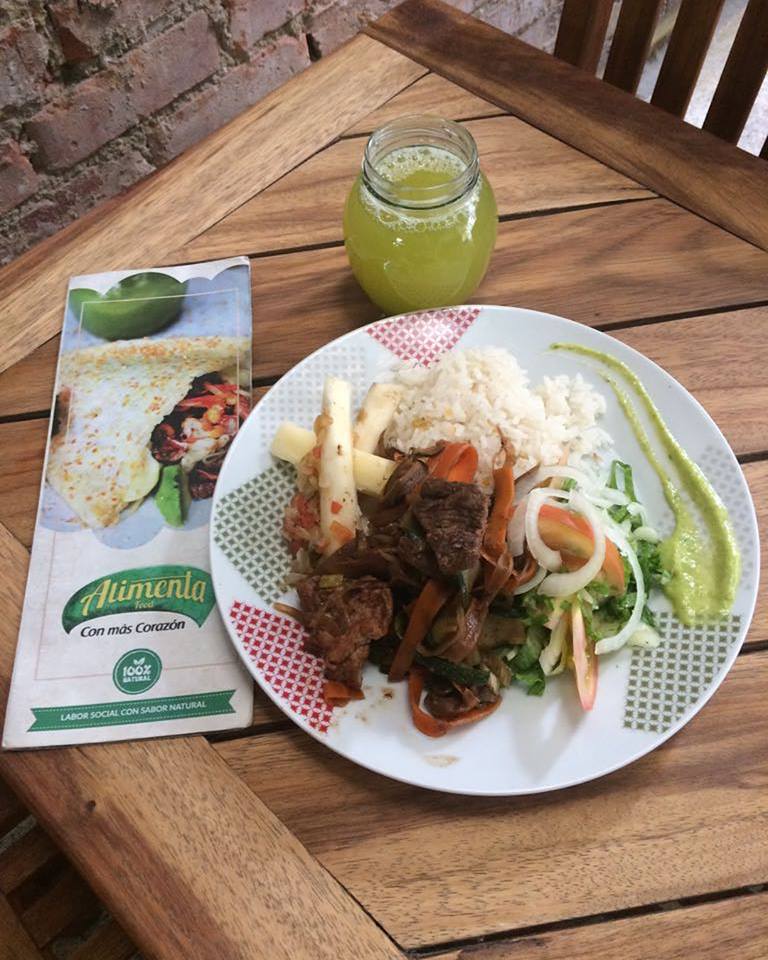 Alimenta
Food
Con más Corazón
100%
NATURAL
LABOR SOCIAL CON SABOR NATURAL